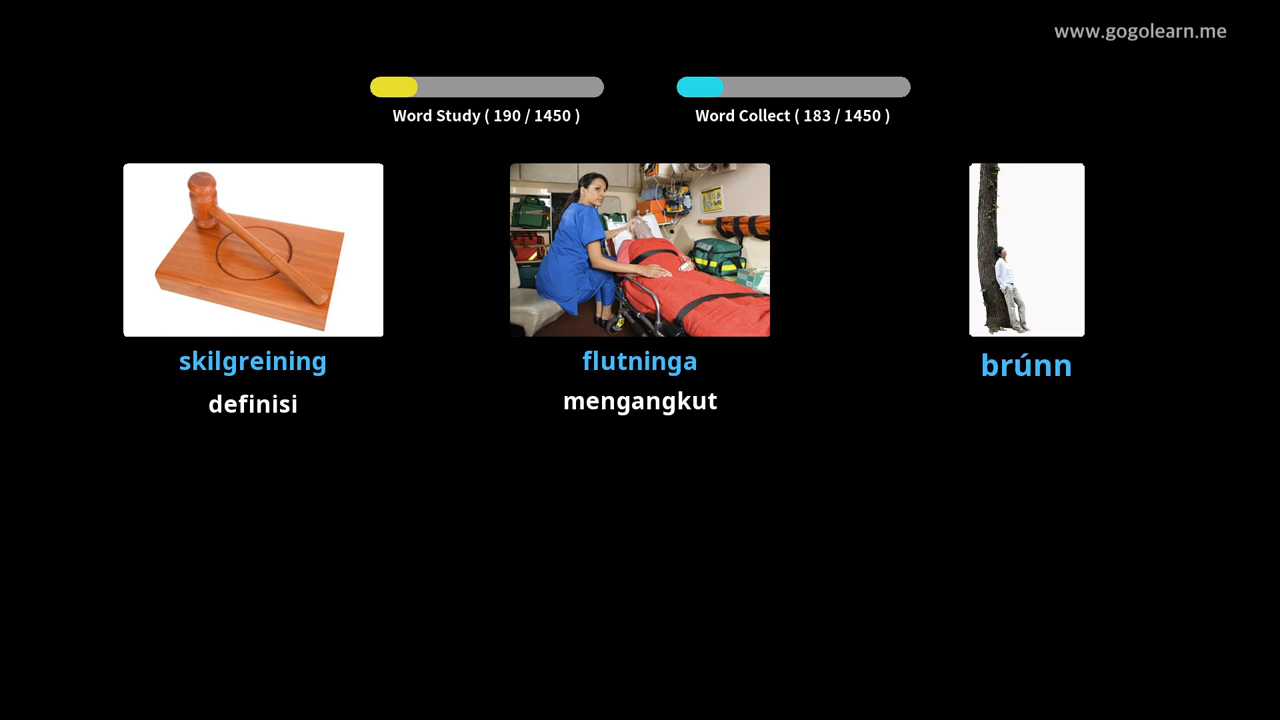 www.gogolearn.me
Word Study ( 190 / 1450 )
Word Collect ( 183 / 1450 )
skilgreining
definisi
flutninga
mengangkut
brúnn